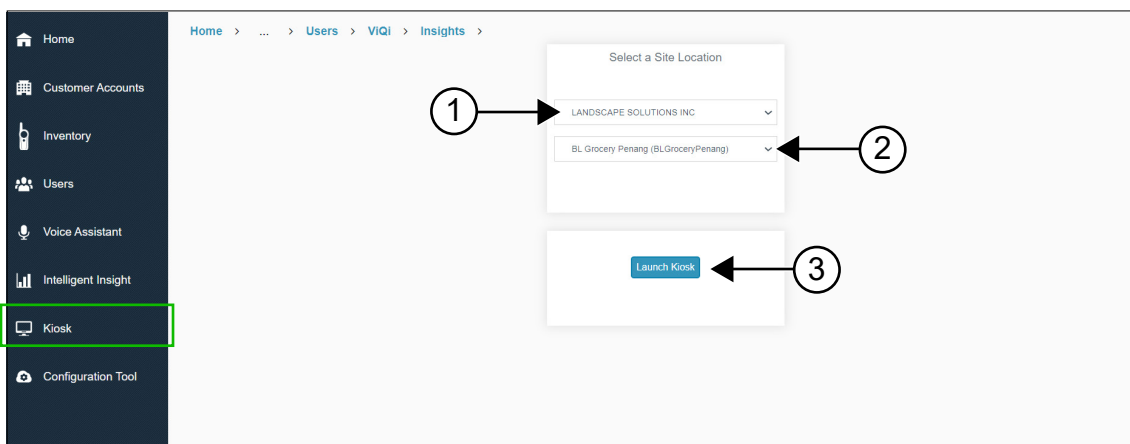 Home > ... > Users > ViQi > Insights >
Home
Customer Accounts
Inventory
Users
Voice Assistant
Intelligent Insight
Kiosk
Configuration Tool
Select a Site Location
1
LANDSCAPE SOLUTIONS INC
BL Grocery Penang (BLGroceryPenang)
2
Launch Kiosk
3